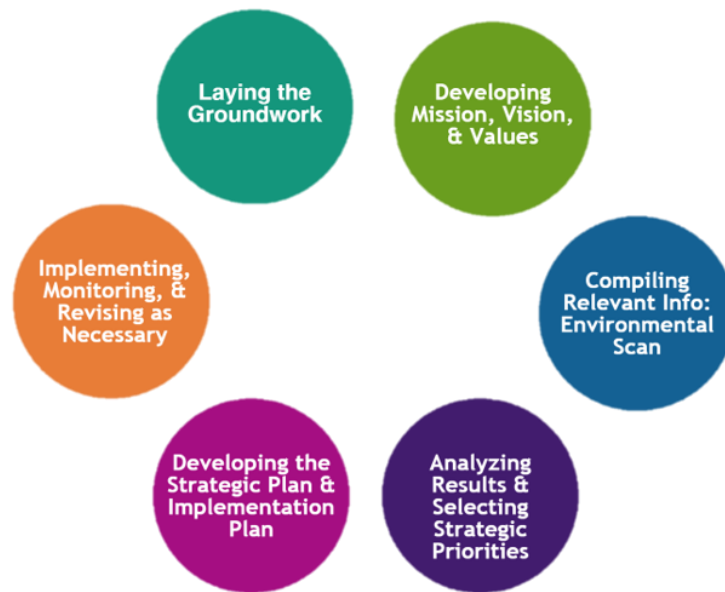 Laying the
Groundwork
Developing
Mission, Vision,
& Values
Compiling
Relevant Info:
Environmental
Scan
Analyzing
Results &
Selecting
Strategic
Priorities
Developing the
Strategic Plan &
Implementation
Plan
Implementing,
Monitoring, &
Revising as
Necessary